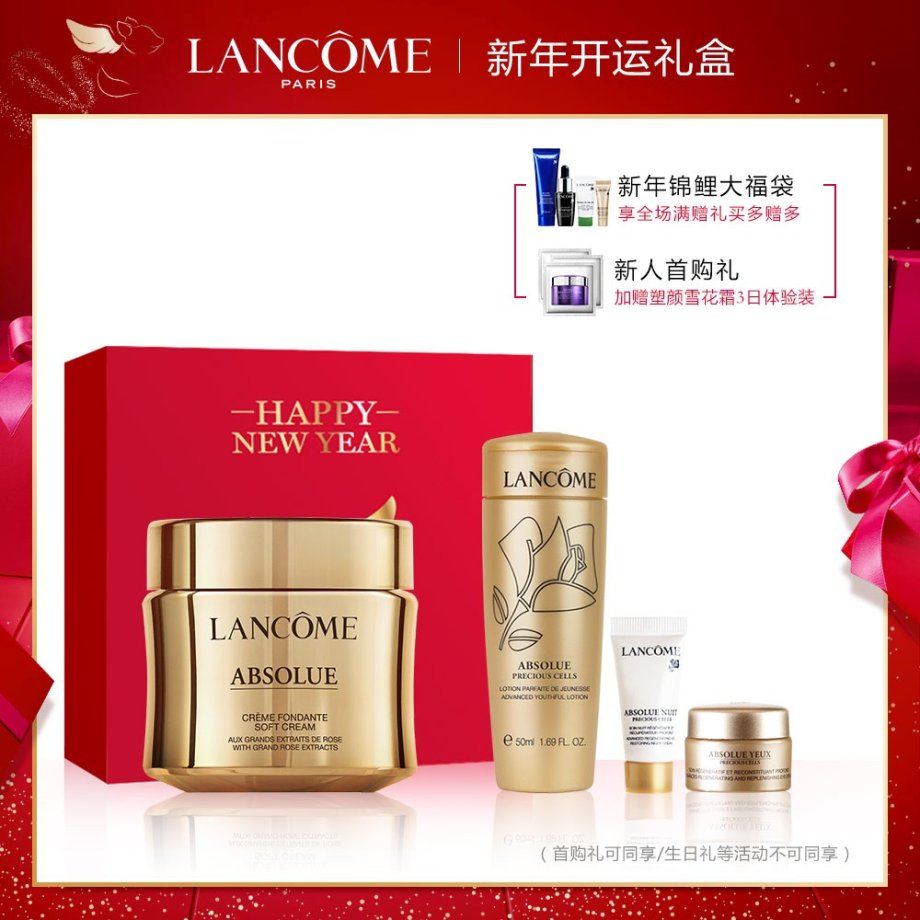 LANCÔME
PARIS
新年开运礼盒
新年锦鲤大福袋
享全场满赠礼买多赠多
新人首购礼
加赠塑颜雪花霜3日体验装
HAPPY
NEW YEAR
LANCÔME
ABSOLUE
CRÈME FONDANTE
SOFT CREAM
AUX GRANDS EXTRAITS DE ROSE
WITH GRAND ROSE EXTRACTS
LANCÔME
ABSOLUE
PRECIOUS CELLS
LOTION PARFAITE DE JEUNESSE
ADVANCED YOUTHFUL LOTION
e 50ml 1.69 FL. OZ.
LANCÔME
ABSOLUE NUIT
PRECIOUS CELLS
ABSOLUE YEUX
PRECIOUS CELLS
(首购礼可同享/生日礼等活动不可同享)